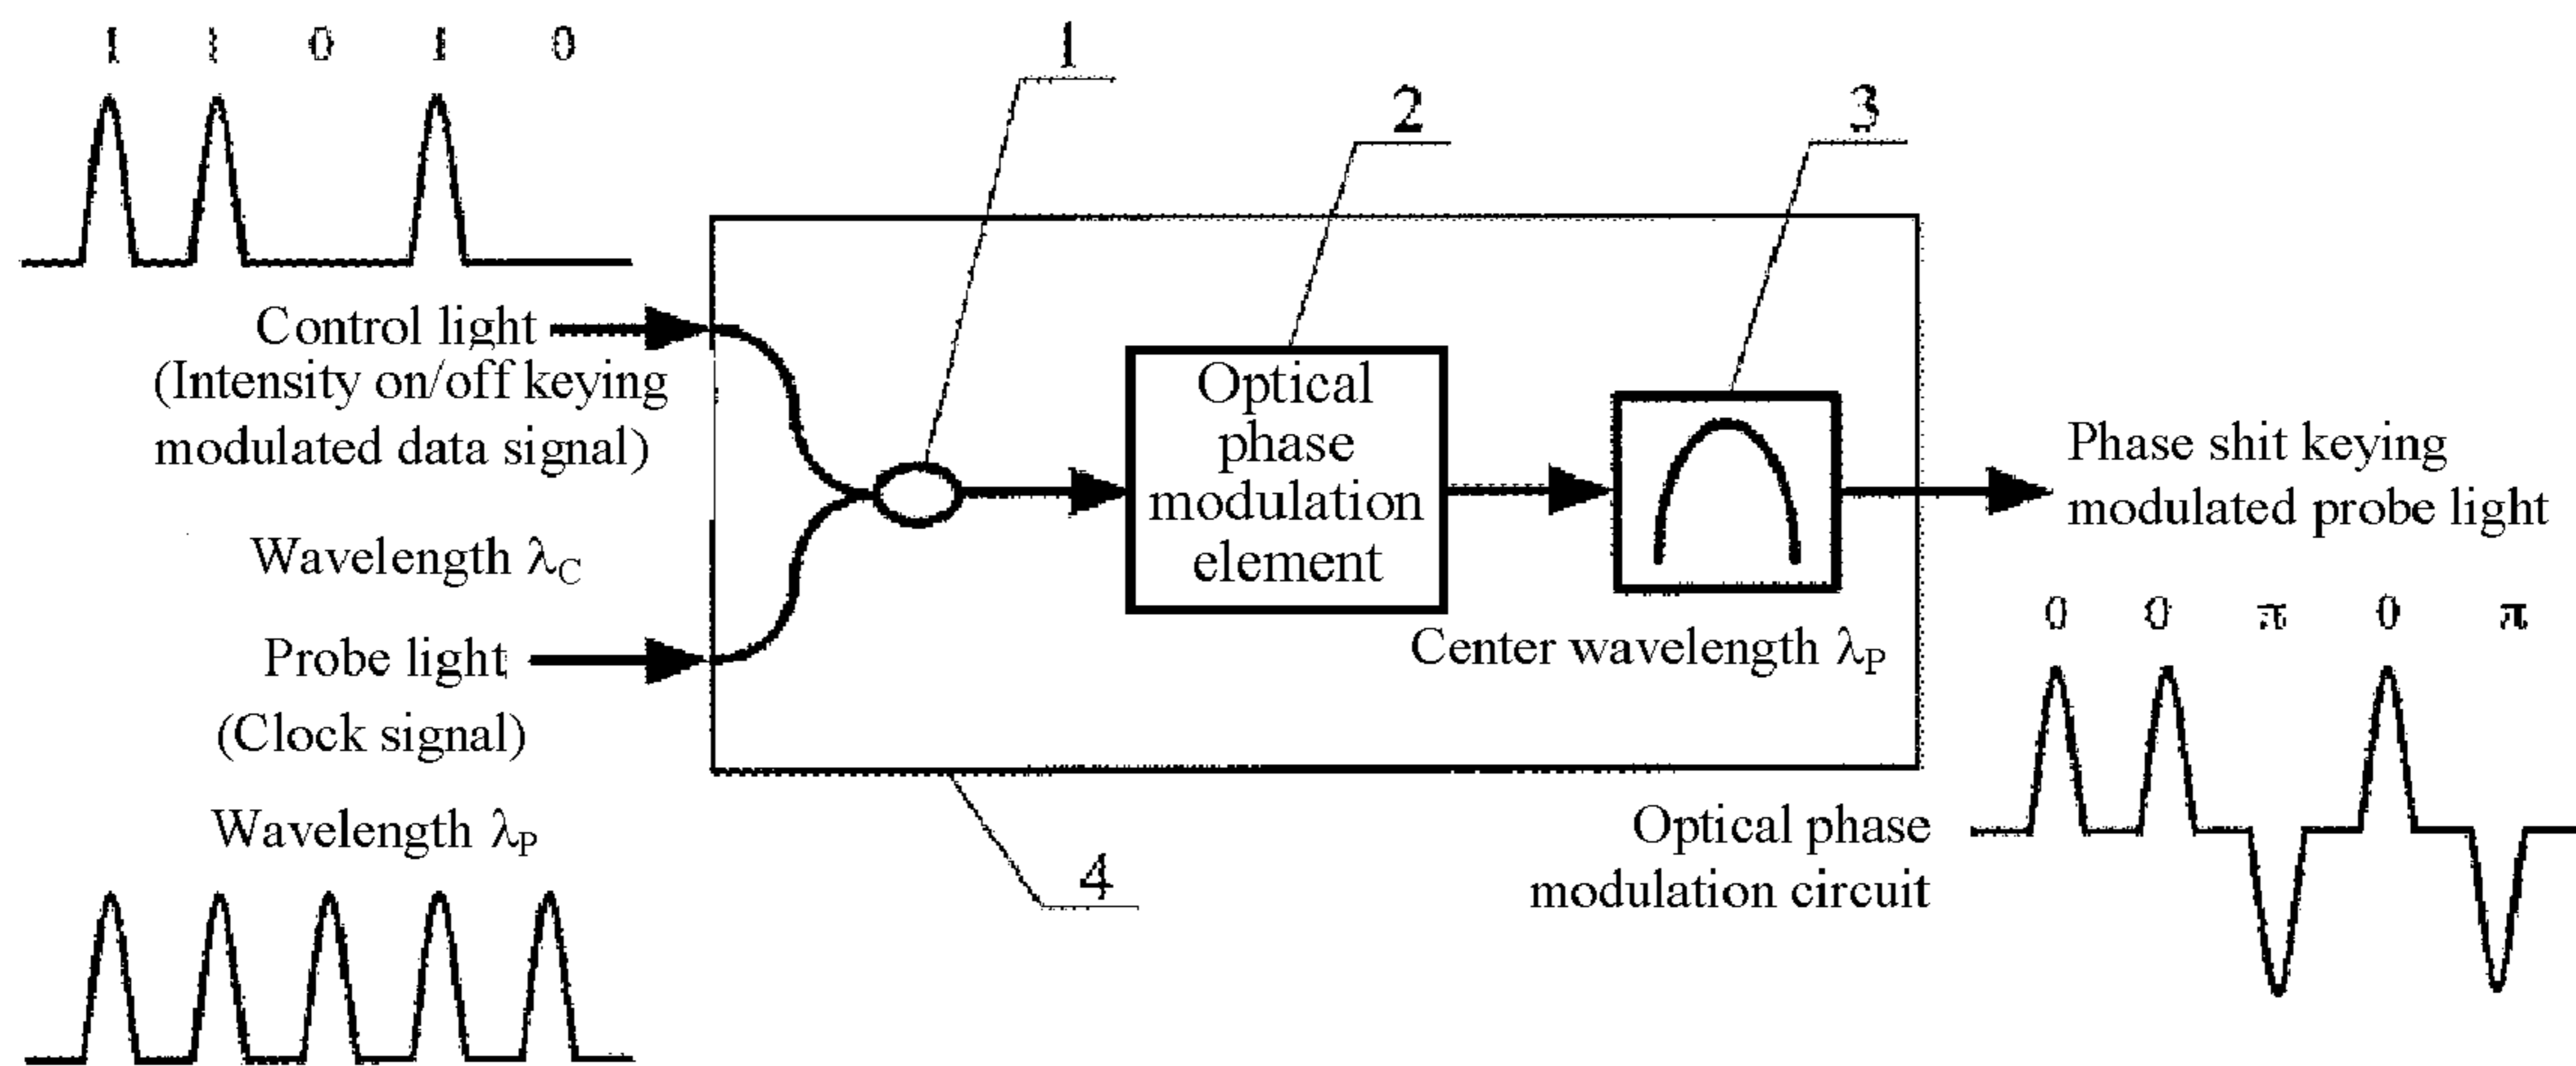 1 1 0 1 0
1
2
3
Control light
(Intensity on/off keying
modulated data signal)
Wavelength λC
Probe light
(Clock signal)
Wavelength λP
Optical
phase
modulation
element
Center wavelength λP
Phase shit keying
modulated probe light
0 0 π 0 π
Optical phase
modulation circuit
4